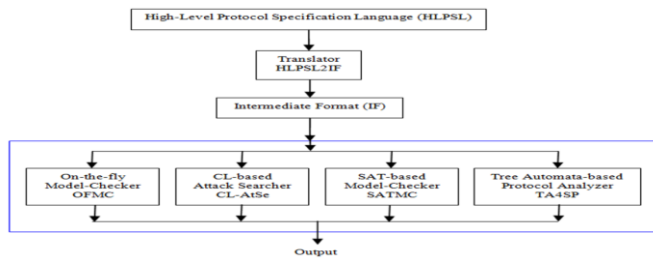 High-Level Protocol Specification Language (HLPSL)
Translator
HLPSL2IF
Intermediate Format (IF)
On-the-fly
Model-Checker
OFMC
CL-based
Attack Searcher
CL-AtSe
SAT-based
Model-Checker
SATMC
Tree Automata-based
Protocol Analyzer
TA4SP
Output